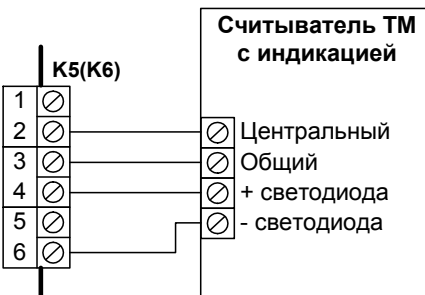 Считыватель ТМ
с индикацией
K5(K6)
1
2
3
4
5
6
Центральный
Общий
+ светодиода
- светодиода